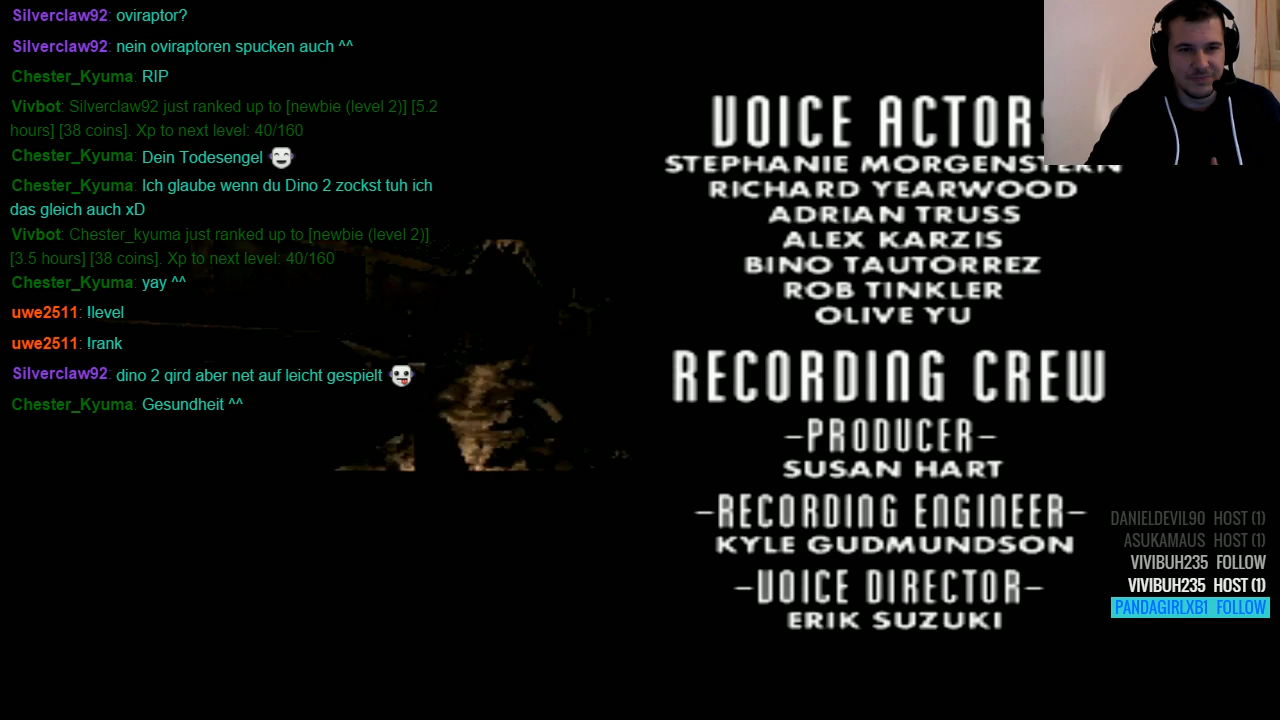 Silverclaw92: oviraptor?
Silverclaw92: nein oviraptoren spucken auch ^^
Chester_Kyuma: RIP
Vivbot: Silverclaw92 just ranked up to [newbie (level 2)] [5.2
hours] [38 coins]. Xp to next level: 40/160
Chester_Kyuma: Dein Todesengel
Chester_Kyuma: Ich glaube wenn du Dino 2 zockst tuh ich
das gleich auch xD
Vivbot: Chester_kyuma just ranked up to [newbie (level 2)]
[3.5 hours] [38 coins]. Xp to next level: 40/160
Chester_Kyuma: yay ^^
uwe2511: !level
uwe2511: !rank
Silverclaw92: dino 2 qird aber net auf leicht gespielt
Chester_Kyuma: Gesundheit ^^
VOICE ACTORS
STEPHANIE MORGENSTERN
RICHARD YEARWOOD
ADRIAN TRUSS
ALEX KARZIS
BINO TAUTORREZ
ROB TINKLER
OLIVE YU
RECORDING CREW
-PRODUCER-
SUSAN HART
-RECORDING ENGINEER-
KYLE GUDMUNDSON
-VOICE DIRECTOR-
ERIK SUZUKI
DANIELDEVIL90 HOST (1)
ASUKAMAUS HOST (1)
VIVIBUH235 FOLLOW
VIVIBUH235 HOST (1)
PANDAGIRLXB1 FOLLOW